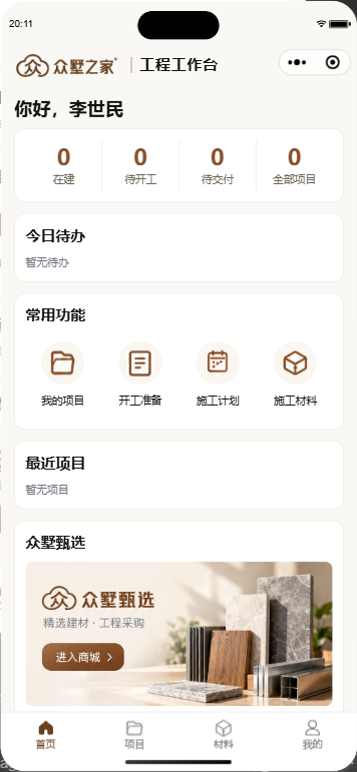 20:11
众墅之家 工程工作台
你好，李世民
0 0 0 0
在建 待开工 待交付 全部项目
今日待办
暂无待办
常用功能
我的项目 开工准备 施工计划 施工材料
最近项目
暂无项目
众墅甄选
众墅甄选
精选建材·工程采购
进入商城 >
首页 项目 材料 我的